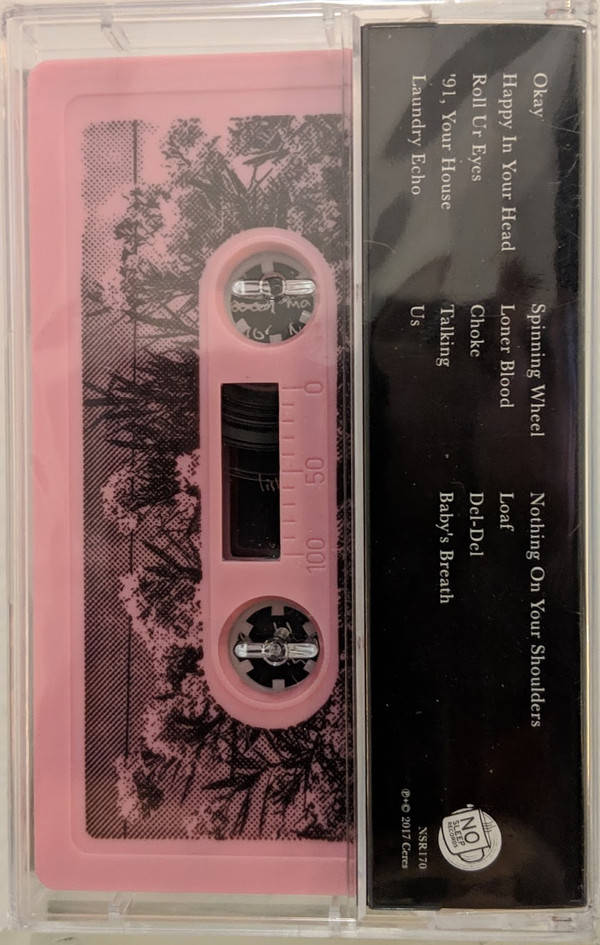 Okay
Happy In Your Head
Roll Ur Eyes
'91, Your House
Laundry Echo
Spinning Wheel
Loner Blood
Choke
Talking
Us
Nothing On Your Shoulders
Loaf
Del-Del
Baby's Breath
NO
SLEEP
RECORDS
NSR170
℗+© 2017 Ceres
0
50
100